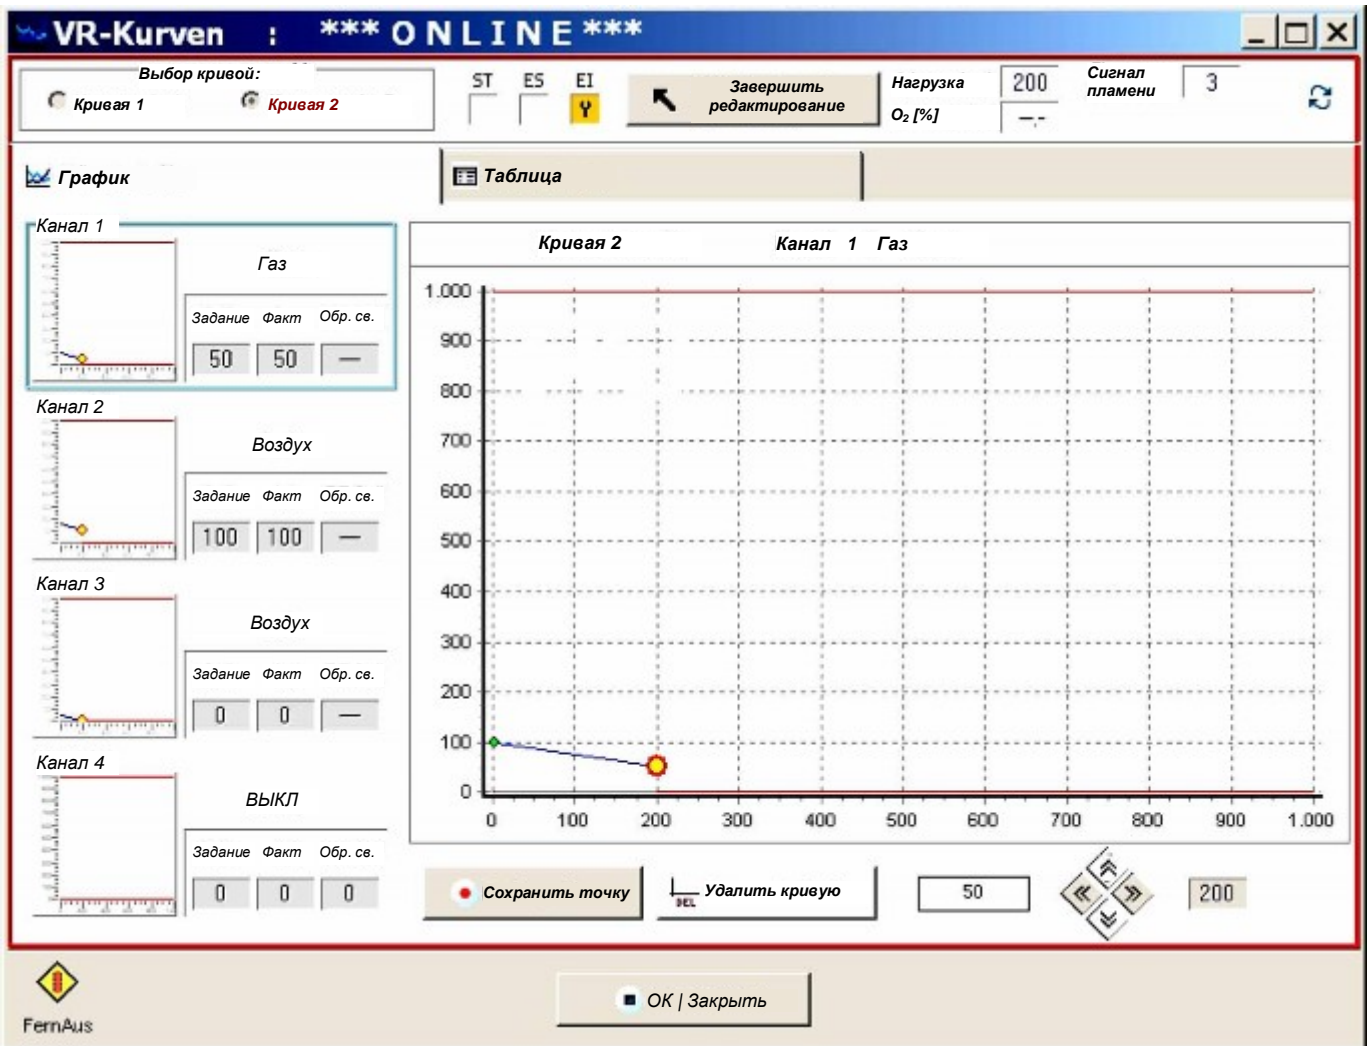 VR-Kurven : *** O N L I N E ***
Выбор кривой:
Кривая 1 Кривая 2
ST ES EI
Завершить
редактирование
Нагрузка 200
O₂ [%] —.-
Сигнал
пламени 3
График
Таблица
Канал 1
Газ
Задание Факт Обр. св.
50 50 —
Канал 2
Воздух
Задание Факт Обр. св.
100 100 —
Канал 3
Воздух
Задание Факт Обр. св.
0 0 —
Канал 4
ВЫКЛ
Задание Факт Обр. св.
0 0 0
Кривая 2 Канал 1 Газ
1.000
900
800
700
600
500
400
300
200
100
0
0 100 200 300 400 500 600 700 800 900 1.000
Сохранить точку
DEL Удалить кривую
50
200
FernAus
ОК | Закрыть